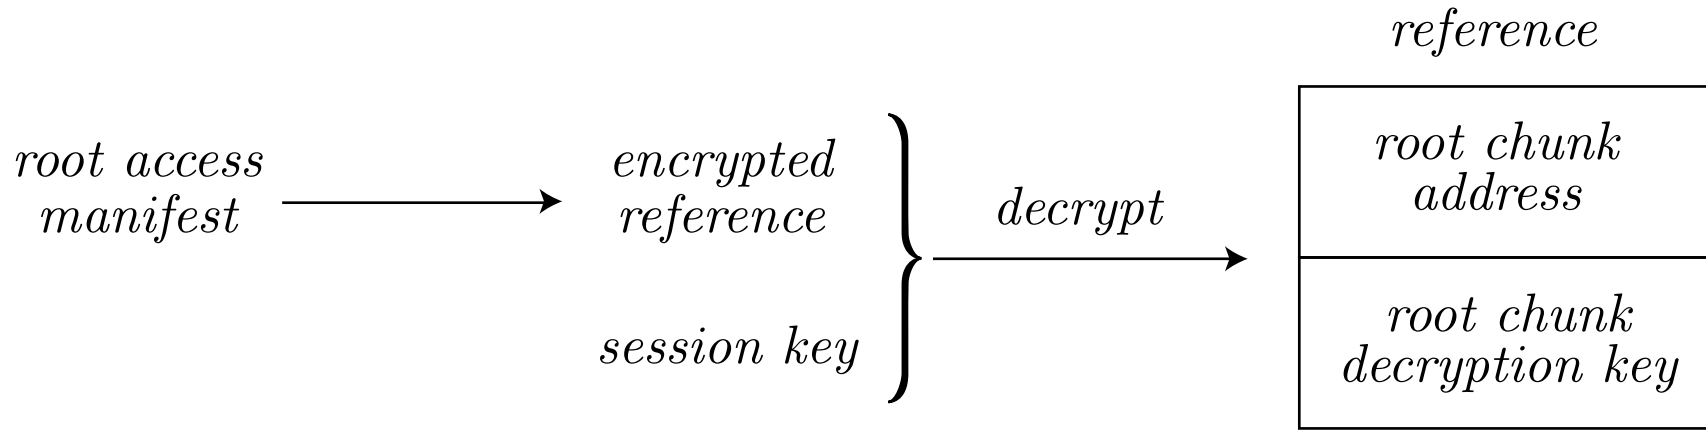 root access
manifest
encrypted
reference
session key
decrypt
reference
root chunk
address
root chunk
decryption key